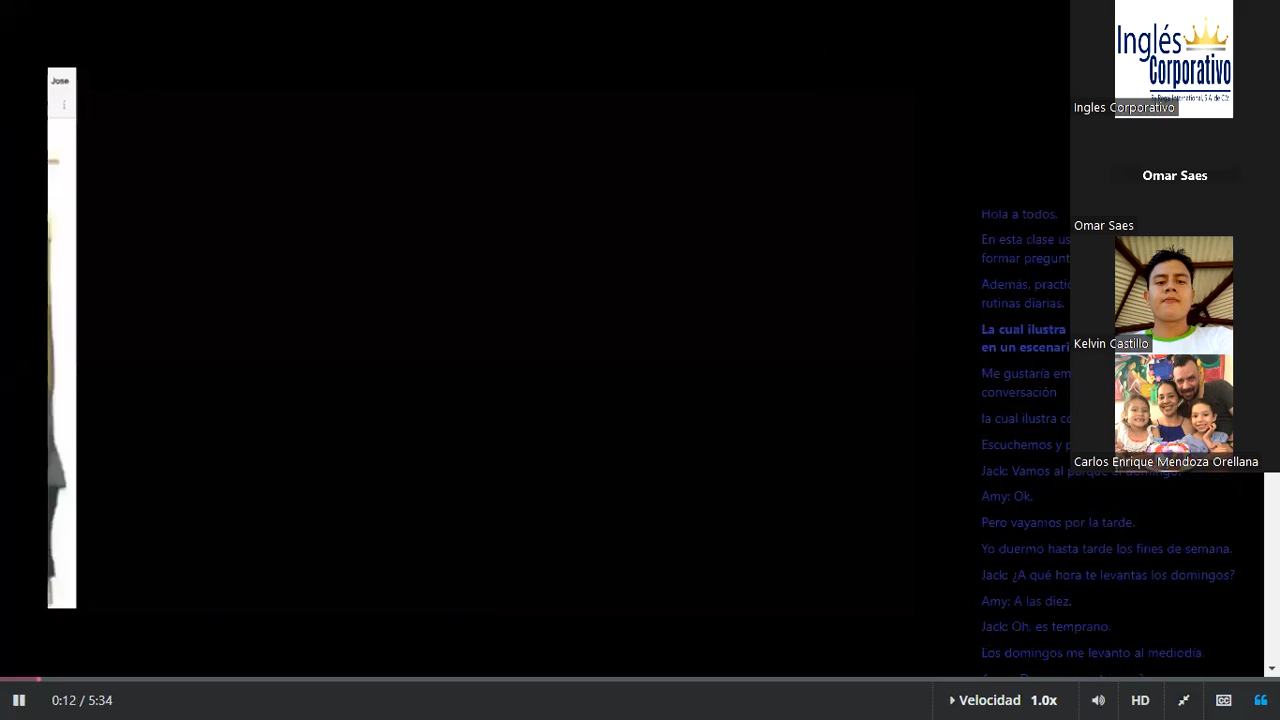 Jose
Inglés
Corporativo
Ingles Corporativo
Omar Saes
Omar Saes
Kelvin Castillo
Carlos Enrique Mendoza Orellana
Hola a todos.
En esta clase us
formar pregunt
Además, practic
rutinas diarias.
La cual ilustra
en un escenari
Me gustaría em
conversación
la cual ilustra co
Escuchemos y p
Jack: Vamos al parque el domingo.
Amy: Ok.
Pero vayamos por la tarde.
Yo duermo hasta tarde los fines de semana.
Jack: ¿A qué hora te levantas los domingos?
Amy: A las diez.
Jack: Oh, es temprano.
Los domingos me levanto al mediodía.
0:12 / 5:34
Velocidad 1.0x
HD
CC